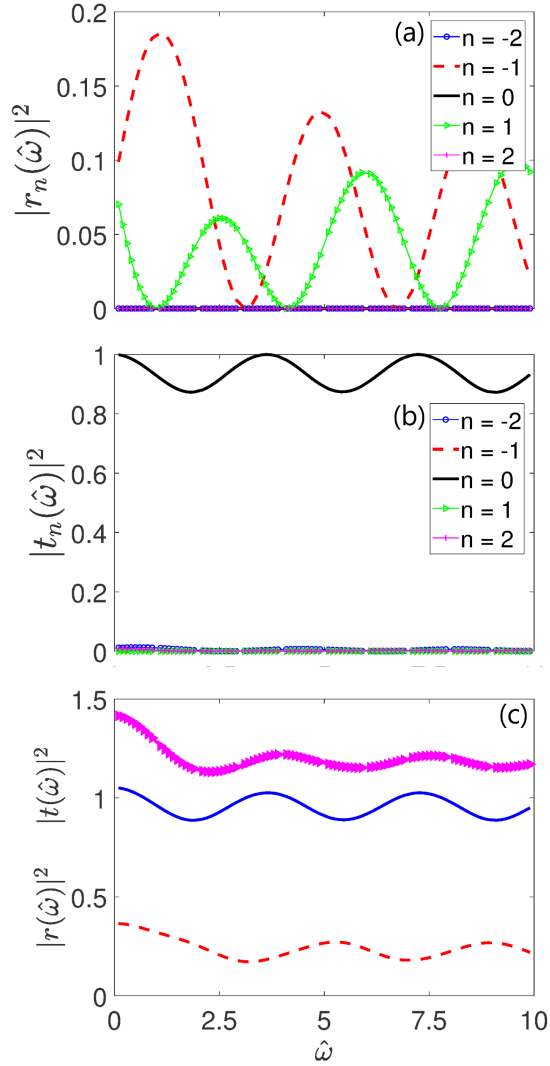 (a)
0.2
0.15
0.1
0.05
0
|r_n(ω̂)|²
n = -2
n = -1
n = 0
n = 1
n = 2
(b)
1
0.8
0.6
0.4
0.2
0
|t_n(ω̂)|²
n = -2
n = -1
n = 0
n = 1
n = 2
(c)
1.5
1
0.5
0
|t(ω̂)|²
|r(ω̂)|²
0 2.5 5 7.5 10
ω̂